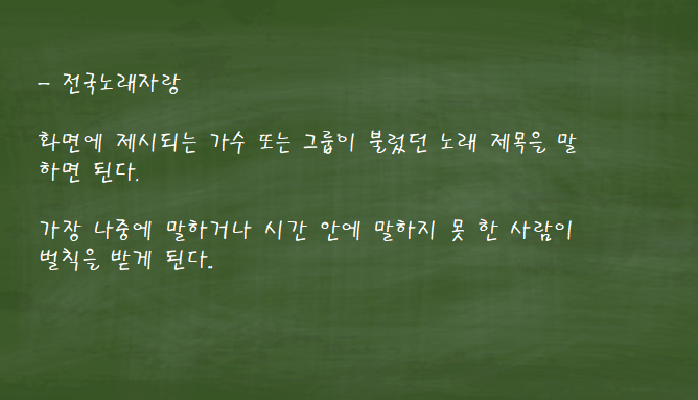 - 전국노래자랑
화면에 제시되는 가수 또는 그룹이 불렀던 노래 제목을 말
하면 된다.
가장 나중에 말하거나 시간 안에 말하지 못 한 사람이
벌칙을 받게 된다..